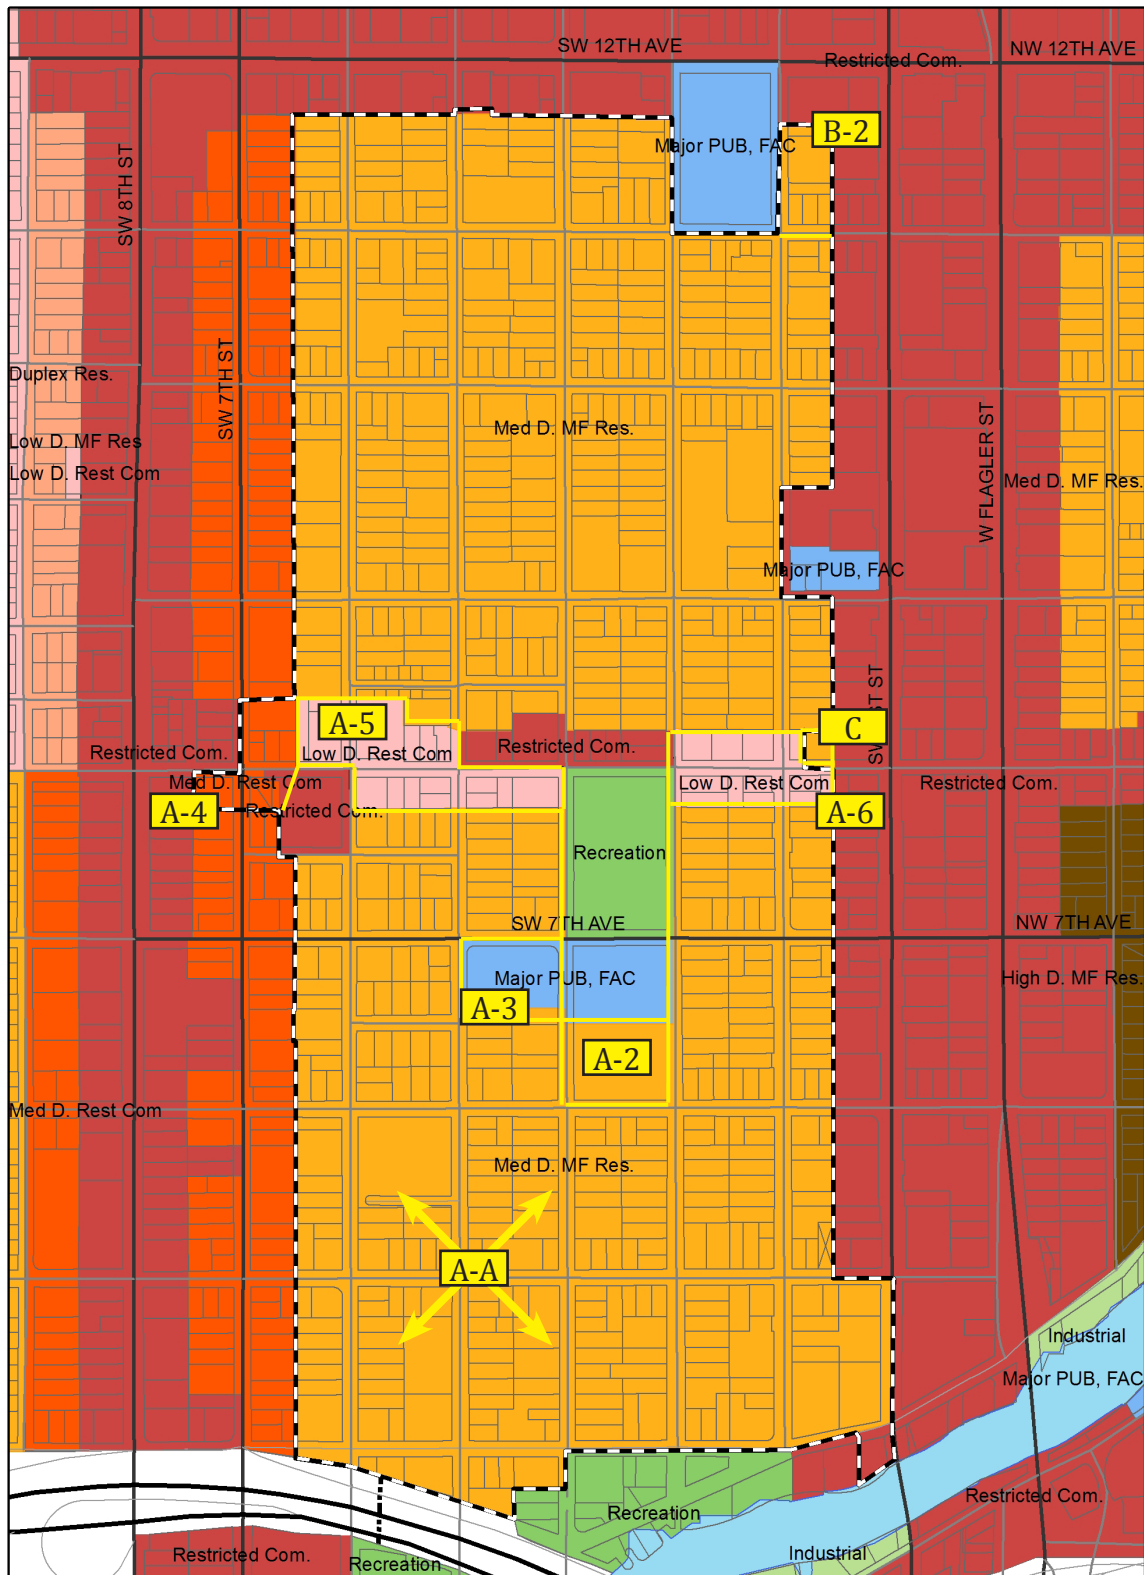 SW 12TH AVE
NW 12TH AVE
Restricted Com.
B-2
Major PUB, FAC
SW 8TH ST
SW 7TH ST
Duplex Res.
W FLAGLER ST
Med D. MF Res.
Low D. MF Res
Low D. Rest Com
Med D. MF Res.
Major PUB, FAC
SW 1ST ST
A-5
C
Restricted Com.
Low D. Rest Com
Restricted Com.
Med D. Rest Com
Low D. Rest Com
Restricted Com.
A-4
Restricted Com.
A-6
Recreation
SW 7TH AVE
NW 7TH AVE
Major PUB, FAC
High D. MF Res.
A-3
A-2
Med D. Rest Com
Med D. MF Res.
A-A
Industrial
Major PUB, FAC
Restricted Com.
Recreation
Restricted Com.
Recreation
Industrial